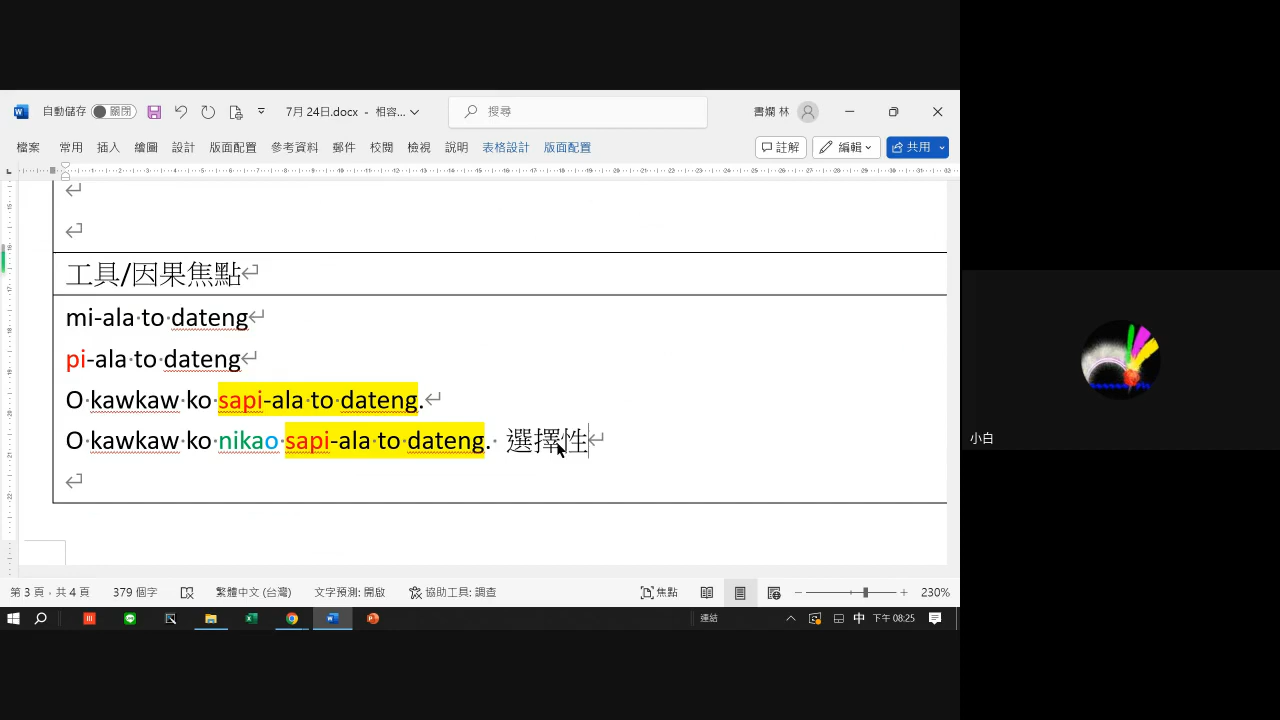 自動儲存 關閉 7月 24日.docx - 相容... 搜尋 書嫻 林
檔案 常用 插入 繪圖 設計 版面配置 參考資料 郵件 校閱 檢視 說明 表格設計 版面配置 註解 編輯 共用
工具/因果焦點
mi-ala to dateng
pi-ala to dateng
O kawkaw ko sapi-ala to dateng.
O kawkaw ko nikao sapi-ala to dateng. 選擇性
小白
第 3 頁，共 4 頁 379 個字 繁體中文 (台灣) 文字預測: 開啟 協助工具: 調查 焦點 230%
連結 中 下午 08:25